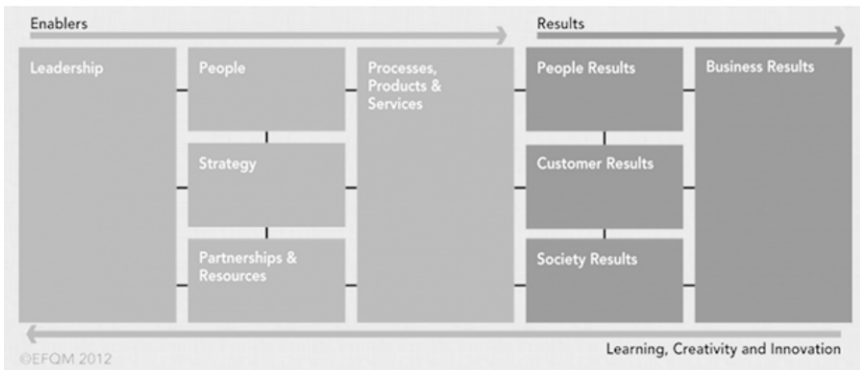 Enablers
Results
Leadership
People
Processes,
Products &
Services
People Results
Business Results
Strategy
Customer Results
Partnerships &
Resources
Society Results
Learning, Creativity and Innovation
©EFQM 2012